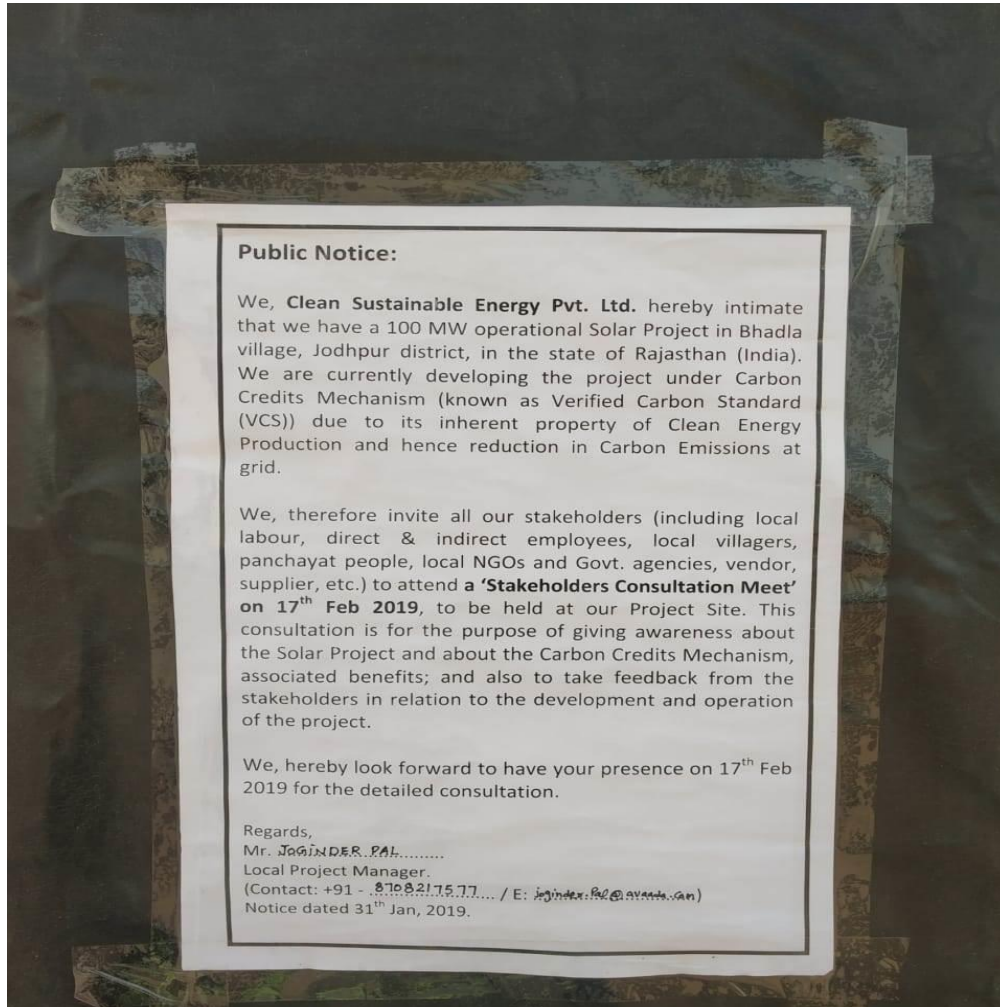 Public Notice:
We, Clean Sustainable Energy Pvt. Ltd. hereby intimate
that we have a 100 MW operational Solar Project in Bhadla
village, Jodhpur district, in the state of Rajasthan (India).
We are currently developing the project under Carbon
Credits Mechanism (known as Verified Carbon Standard
(VCS)) due to its inherent property of Clean Energy
Production and hence reduction in Carbon Emissions at
grid.
We, therefore invite all our stakeholders (including local
labour, direct & indirect employees, local villagers,
panchayat people, local NGOs and Govt. agencies, vendor,
supplier, etc.) to attend a ‘Stakeholders Consultation Meet’
on 17th Feb 2019, to be held at our Project Site. This
consultation is for the purpose of giving awareness about
the Solar Project and about the Carbon Credits Mechanism,
associated benefits; and also to take feedback from the
stakeholders in relation to the development and operation
of the project.
We, hereby look forward to have your presence on 17th Feb
2019 for the detailed consultation.
Regards,
Mr. JOGINDER PAL
Local Project Manager.
(Contact: +91 - 8708217577 / E: joginder.Pal@avaada.com)
Notice dated 31th Jan, 2019.